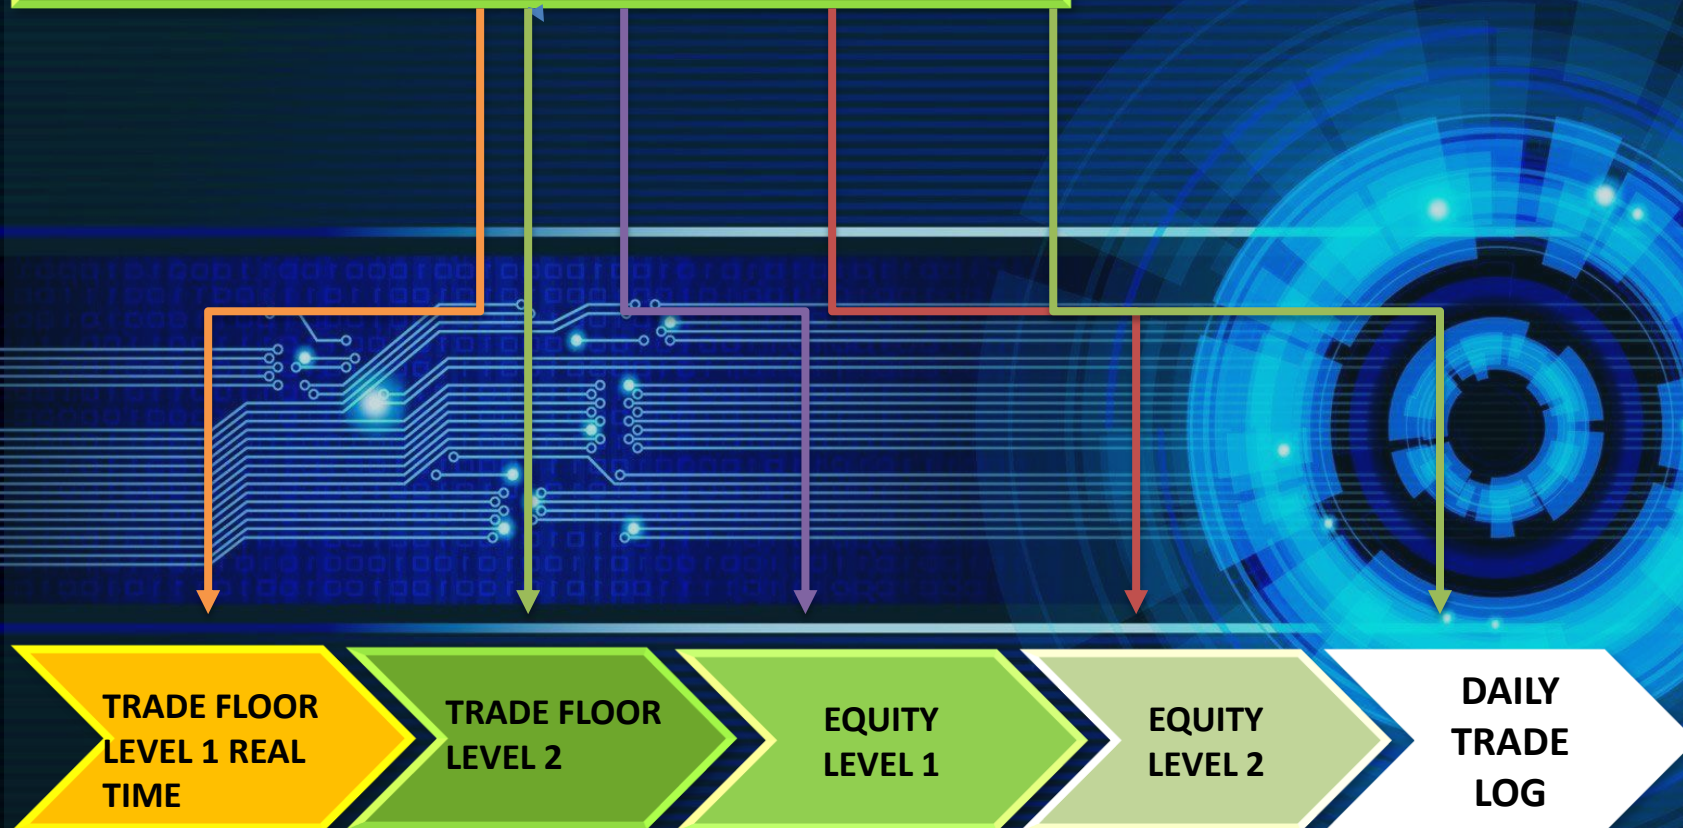 TRADE FLOOR
LEVEL 1 REAL
TIME
TRADE FLOOR
LEVEL 2
EQUITY
LEVEL 1
EQUITY
LEVEL 2
DAILY
TRADE
LOG